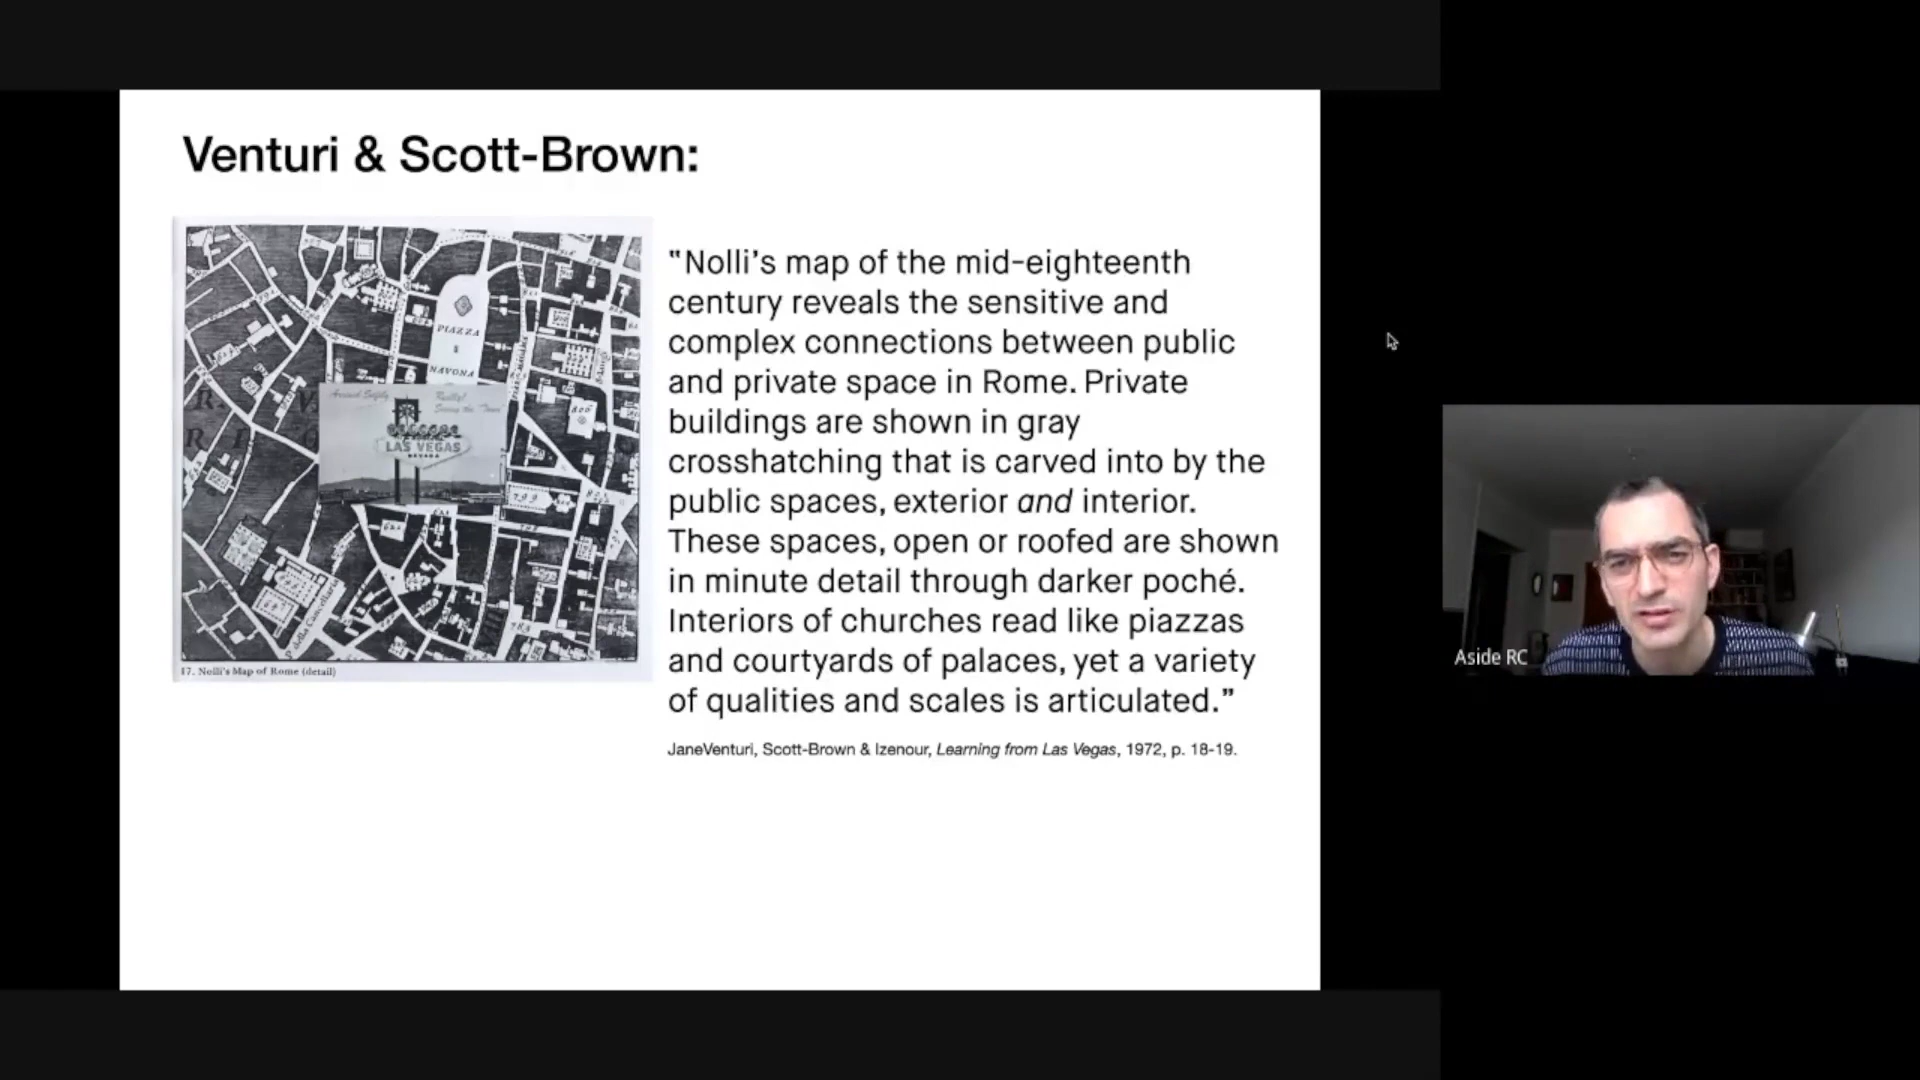 Venturi & Scott-Brown:
PIAZZA
NAVONA
LAS VEGAS
NEVADA
799
17. Nolli's Map of Rome (detail)
“Nolli’s map of the mid-eighteenth
century reveals the sensitive and
complex connections between public
and private space in Rome. Private
buildings are shown in gray
crosshatching that is carved into by the
public spaces, exterior and interior.
These spaces, open or roofed are shown
in minute detail through darker poché.
Interiors of churches read like piazzas
and courtyards of palaces, yet a variety
of qualities and scales is articulated.”
JaneVenturi, Scott-Brown & Izenour, Learning from Las Vegas, 1972, p. 18-19.
Aside RC